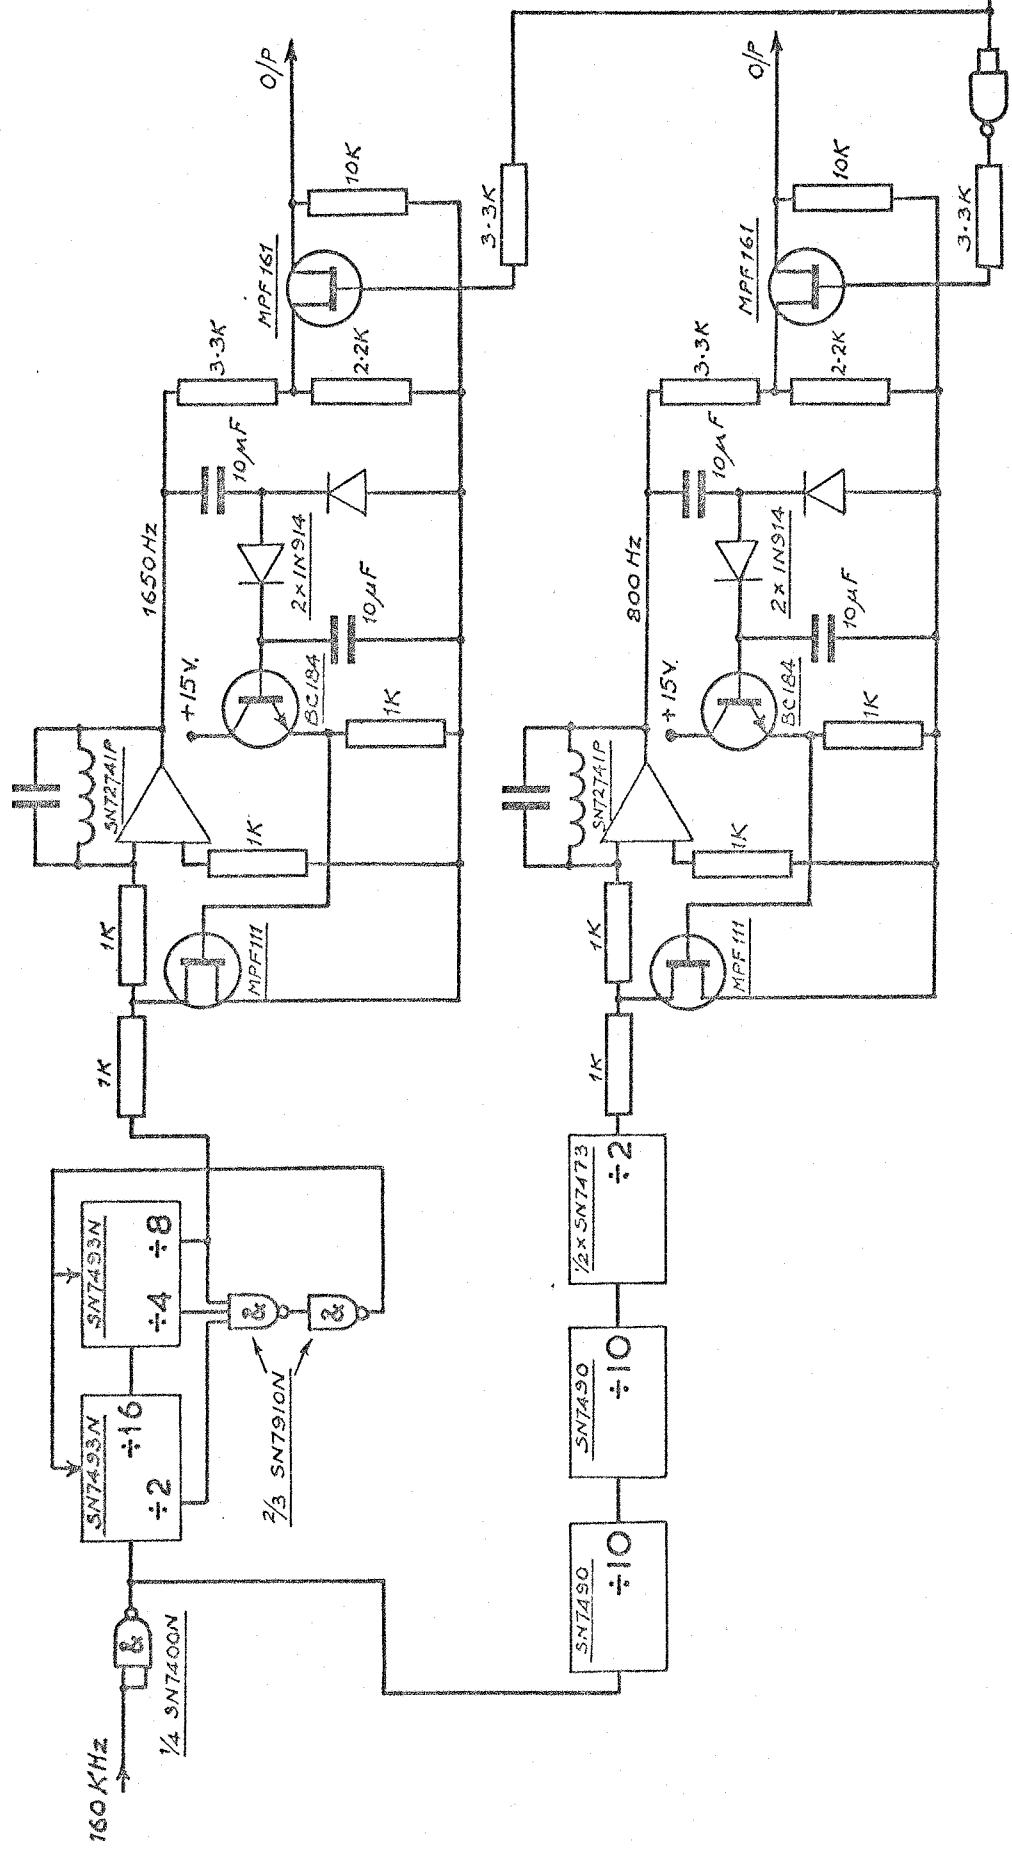 160 KHz
1/4 SN7400N
SN7493N
÷16
÷2
SN7493N
÷8
÷4
&
&
&
2/3 SN7910N
1K
1K
MPF111
1K
SN72741P
+15V.
BC184
1K
10µF
2 x 1N914
10µF
1650Hz
3·3K
2·2K
MPF161
10K
O/P
3·3K
SN7490
÷10
SN7490
÷10
1/2 x SN7473
÷2
1K
1K
MPF111
1K
SN72741P
+15V.
BC184
1K
10µF
2 x 1N914
10µF
800Hz
3·3K
2·2K
MPF161
10K
O/P
3·3K